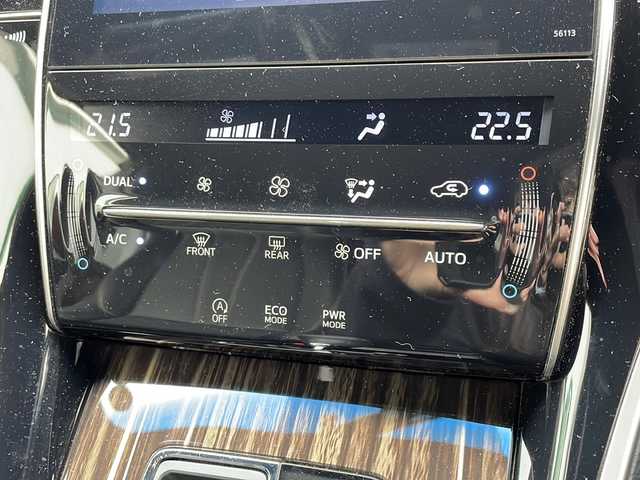 56113
21.5 22.5
DUAL
A/C FRONT REAR OFF AUTO
A OFF ECO MODE PWR MODE